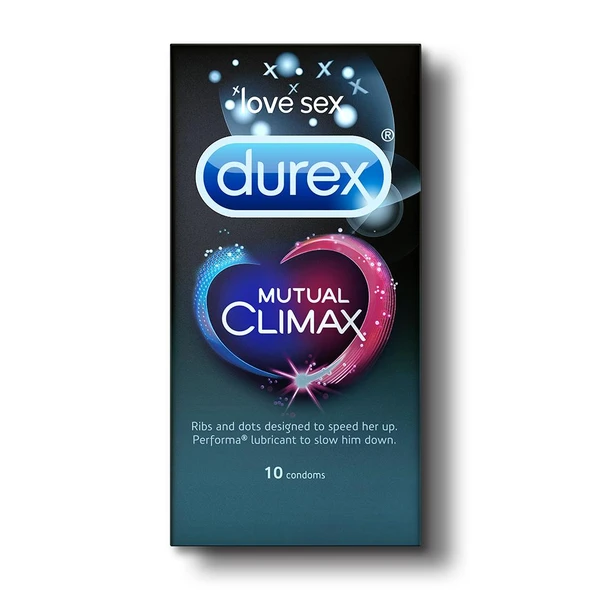 love sex
durex®
MUTUAL
CLIMAX
Ribs and dots designed to speed her up.
Performa® lubricant to slow him down.
10 condoms